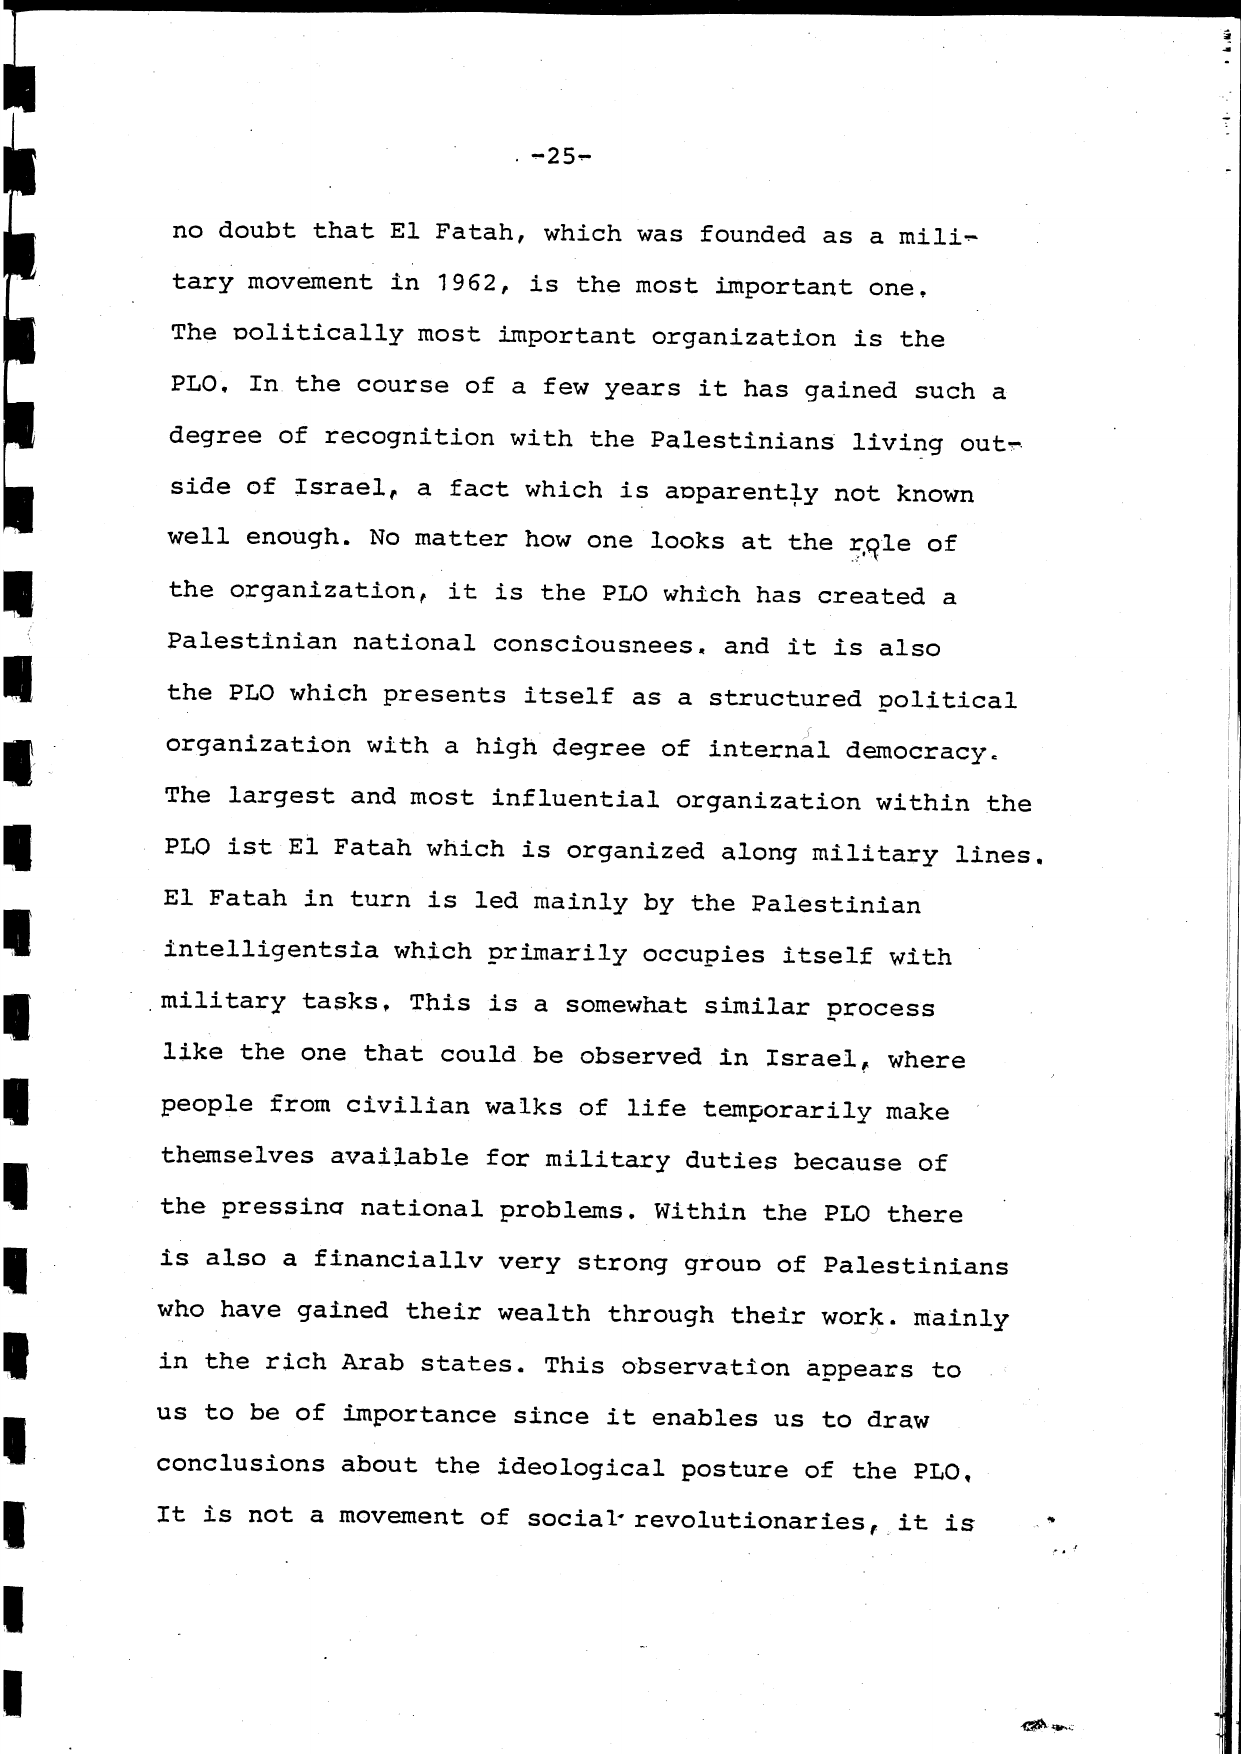 -25-
no doubt that El Fatah, which was founded as a mili-
tary movement in 1962, is the most important one.
The politically most important organization is the
PLO. In the course of a few years it has gained such a
degree of recognition with the Palestinians living out-
side of Israel, a fact which is apparently not known
well enough. No matter how one looks at the role of
the organization, it is the PLO which has created a
Palestinian national consciousnees. and it is also
the PLO which presents itself as a structured political
organization with a high degree of internal democracy.
The largest and most influential organization within the
PLO ist El Fatah which is organized along military lines.
El Fatah in turn is led mainly by the Palestinian
intelligentsia which primarily occupies itself with
military tasks. This is a somewhat similar process
like the one that could be observed in Israel, where
people from civilian walks of life temporarily make
themselves available for military duties because of
the pressing national problems. Within the PLO there
is also a financially very strong group of Palestinians
who have gained their wealth through their work. mainly
in the rich Arab states. This observation appears to
us to be of importance since it enables us to draw
conclusions about the ideological posture of the PLO.
It is not a movement of social revolutionaries, it is